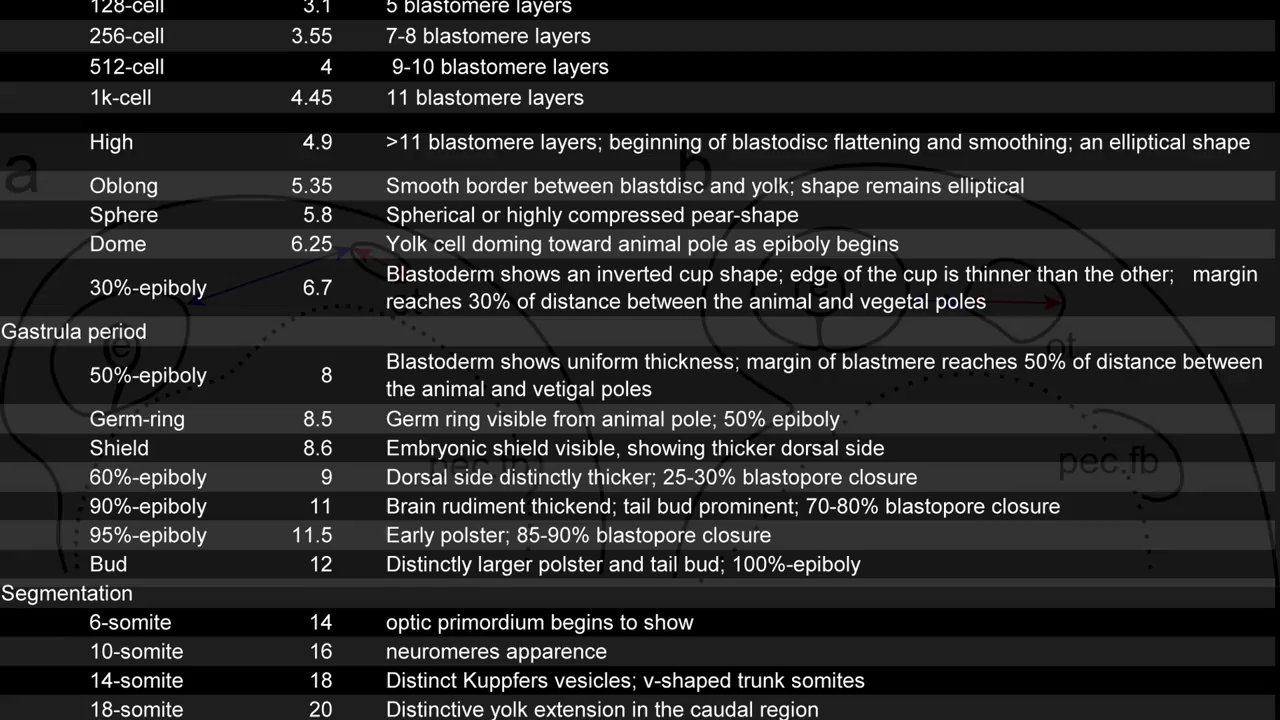 128-cell 3.1 5 blastomere layers
256-cell 3.55 7-8 blastomere layers
512-cell 4 9-10 blastomere layers
1k-cell 4.45 11 blastomere layers
High 4.9 >11 blastomere layers; beginning of blastodisc flattening and smoothing; an elliptical shape
a b
Oblong 5.35 Smooth border between blastdisc and yolk; shape remains elliptical
Sphere 5.8 Spherical or highly compressed pear-shape
Dome 6.25 Yolk cell doming toward animal pole as epiboly begins
30%-epiboly 6.7 Blastoderm shows an inverted cup shape; edge of the cup is thinner than the other; margin
reaches 30% of distance between the animal and vegetal poles
Gastrula period
e e ot ot
50%-epiboly 8 Blastoderm shows uniform thickness; margin of blastmere reaches 50% of distance between
the animal and vetigal poles
Germ-ring 8.5 Germ ring visible from animal pole; 50% epiboly
Shield 8.6 Embryonic shield visible, showing thicker dorsal side
pec.fb pec.fb
60%-epiboly 9 Dorsal side distinctly thicker; 25-30% blastopore closure
90%-epiboly 11 Brain rudiment thickend; tail bud prominent; 70-80% blastopore closure
95%-epiboly 11.5 Early polster; 85-90% blastopore closure
Bud 12 Distinctly larger polster and tail bud; 100%-epiboly
Segmentation
6-somite 14 optic primordium begins to show
10-somite 16 neuromeres apparence
14-somite 18 Distinct Kuppfers vesicles; v-shaped trunk somites
18-somite 20 Distinctive yolk extension in the caudal region